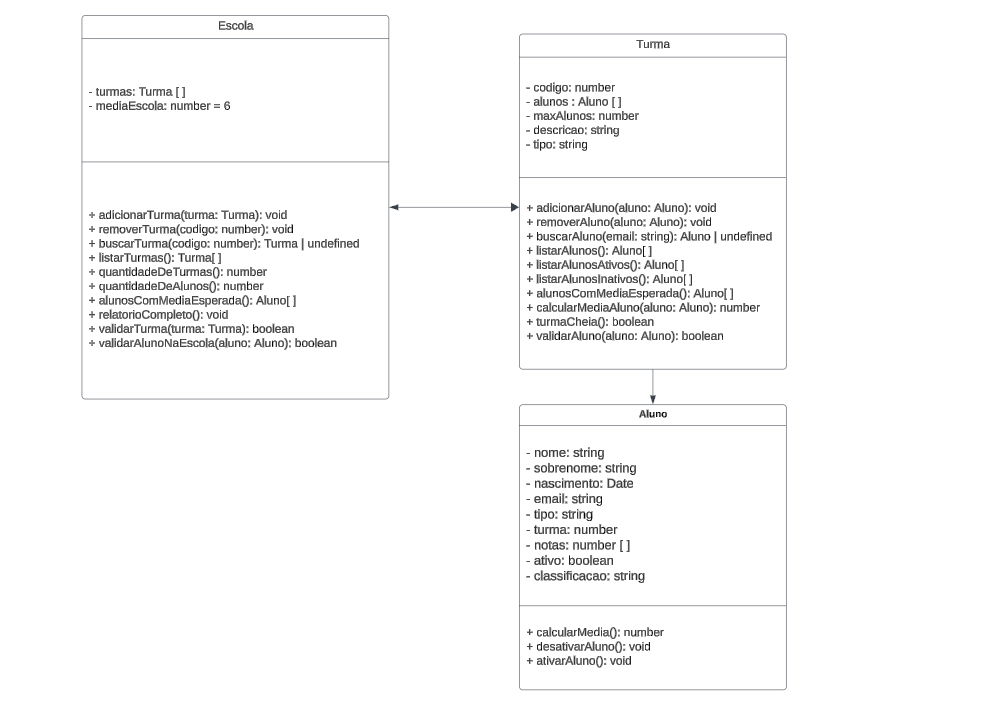 Escola
- turmas: Turma [ ]
- mediaEscola: number = 6
+ adicionarTurma(turma: Turma): void
+ removerTurma(codigo: number): void
+ buscarTurma(codigo: number): Turma | undefined
+ listarTurmas(): Turma[ ]
+ quantidadeDeTurmas(): number
+ quantidadeDeAlunos(): number
+ alunosComMediaEsperada(): Aluno[ ]
+ relatorioCompleto(): void
+ validarTurma(turma: Turma): boolean
+ validarAlunoNaEscola(aluno: Aluno): boolean
Turma
- codigo: number
- alunos : Aluno [ ]
- maxAlunos: number
- descricao: string
- tipo: string
+ adicionarAluno(aluno: Aluno): void
+ removerAluno(aluno: Aluno): void
+ buscarAluno(email: string): Aluno | undefined
+ listarAlunos(): Aluno[ ]
+ listarAlunosAtivos(): Aluno[ ]
+ listarAlunosInativos(): Aluno[ ]
+ alunosComMediaEsperada(): Aluno[ ]
+ calcularMediaAluno(aluno: Aluno): number
+ turmaCheia(): boolean
+ validarAluno(aluno: Aluno): boolean
Aluno
- nome: string
- sobrenome: string
- nascimento: Date
- email: string
- tipo: string
- turma: number
- notas: number [ ]
- ativo: boolean
- classificacao: string
+ calcularMedia(): number
+ desativarAluno(): void
+ ativarAluno(): void